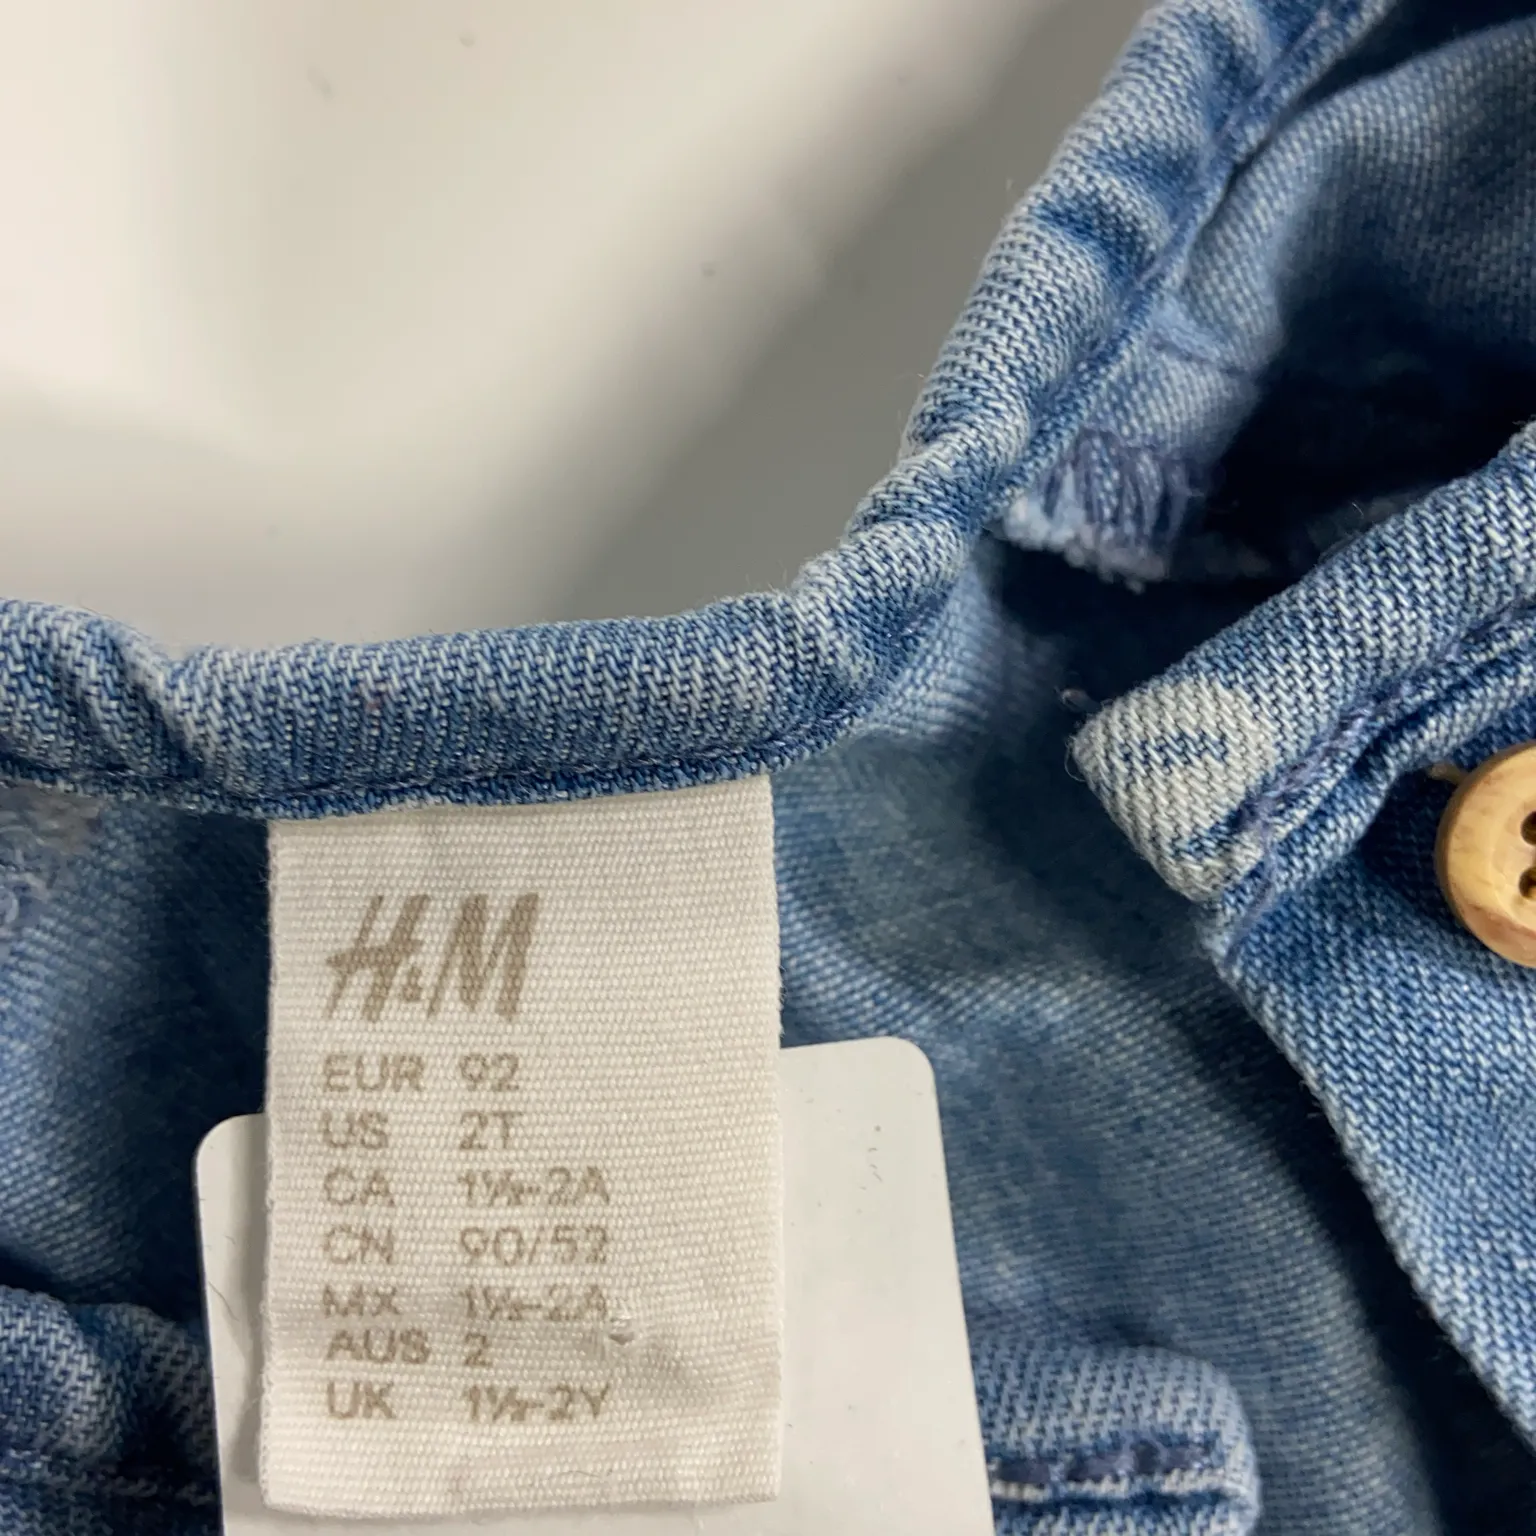 H&M
EUR 92
US 2T
CA 1½-2A
CN 90/52
MX 1½-2A
AUS 2
UK 1½-2Y